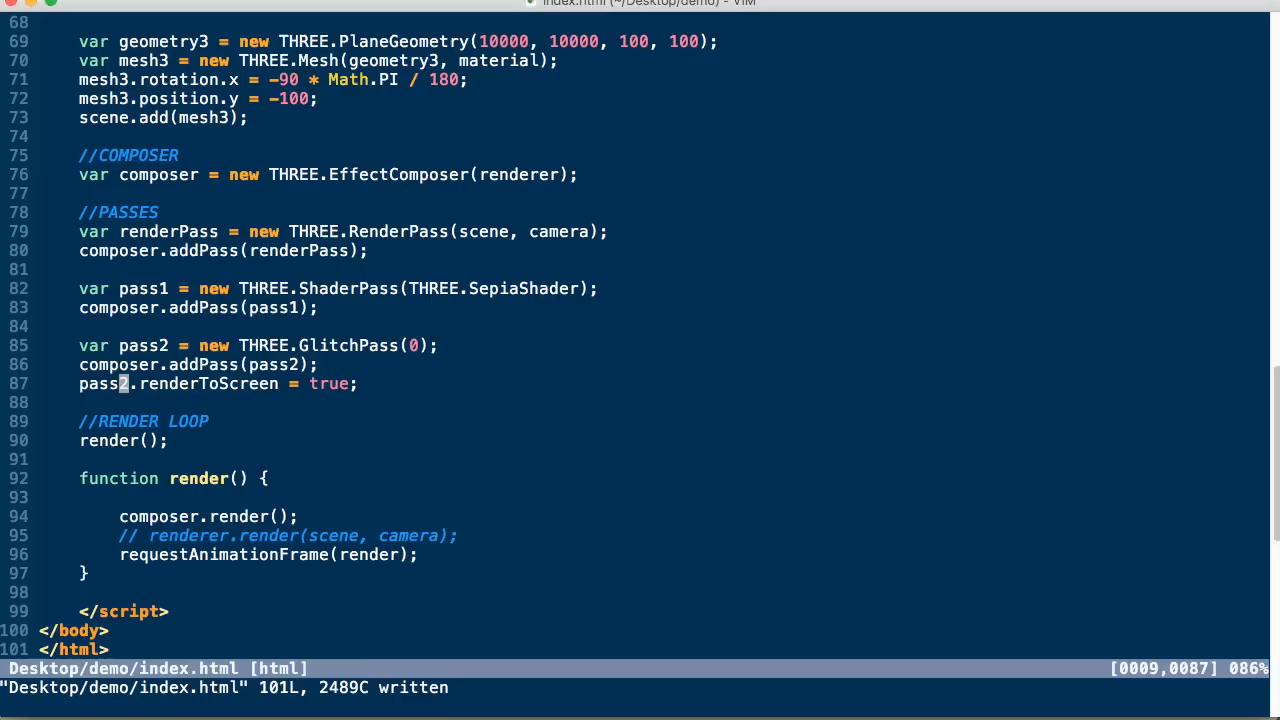 index.html (~/Desktop/demo) - VIM
68
69 var geometry3 = new THREE.PlaneGeometry(10000, 10000, 100, 100);
70 var mesh3 = new THREE.Mesh(geometry3, material);
71 mesh3.rotation.x = -90 * Math.PI / 180;
72 mesh3.position.y = -100;
73 scene.add(mesh3);
74
75 //COMPOSER
76 var composer = new THREE.EffectComposer(renderer);
77
78 //PASSES
79 var renderPass = new THREE.RenderPass(scene, camera);
80 composer.addPass(renderPass);
81
82 var pass1 = new THREE.ShaderPass(THREE.SepiaShader);
83 composer.addPass(pass1);
84
85 var pass2 = new THREE.GlitchPass(0);
86 composer.addPass(pass2);
87 pass2.renderToScreen = true;
88
89 //RENDER LOOP
90 render();
91
92 function render() {
93
94 composer.render();
95 // renderer.render(scene, camera);
96 requestAnimationFrame(render);
97 }
98
99 </script>
100 </body>
101 </html>
Desktop/demo/index.html [html] [0009,0087] 086%
"Desktop/demo/index.html" 101L, 2489C written